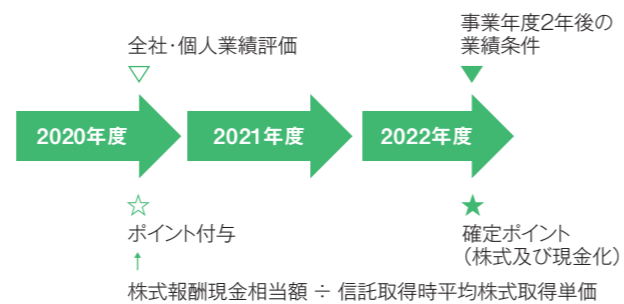 事業年度2年後の
業績条件
全社・個人業績評価
2020年度
2021年度
2022年度
ポイント付与
確定ポイント
（株式及び現金化）
株式報酬現金相当額 ÷ 信託取得時平均株式取得単価